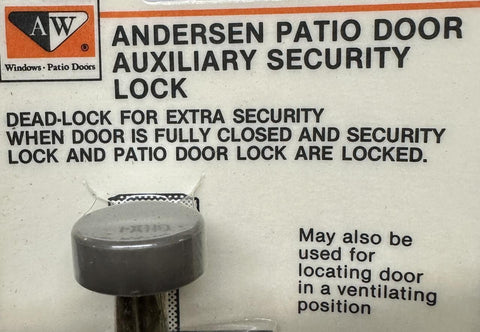 AW
®
Windows · Patio Doors
ANDERSEN PATIO DOOR
AUXILIARY SECURITY
LOCK
DEAD-LOCK FOR EXTRA SECURITY
WHEN DOOR IS FULLY CLOSED AND SECURITY
LOCK AND PATIO DOOR LOCK ARE LOCKED.
May also be
used for
locating door
in a ventilating
position